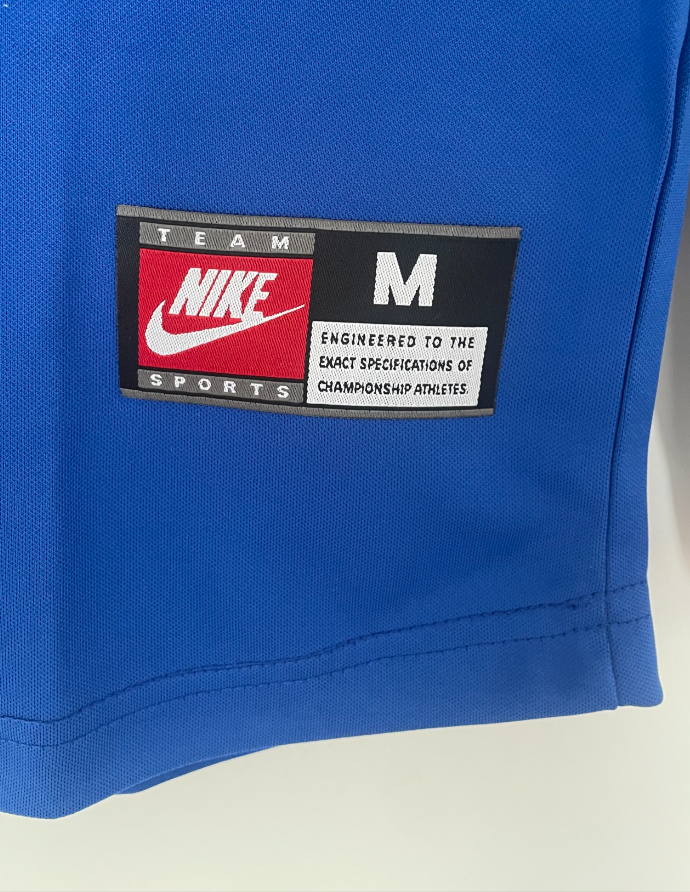 TEAM
NIKE
SPORTS
M
ENGINEERED TO THE
EXACT SPECIFICATIONS OF
CHAMPIONSHIP ATHLETES.